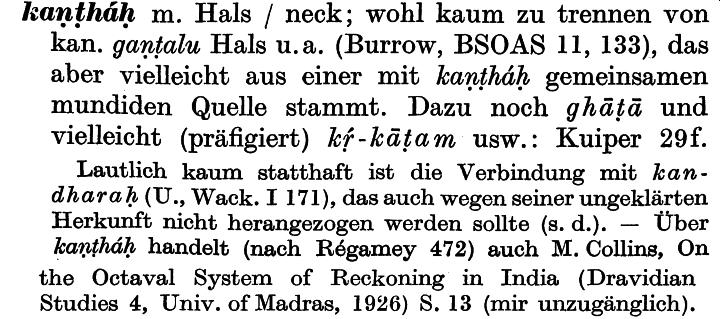 kaṇṭháḥ m. Hals / neck; wohl kaum zu trennen von
kan. gaṇṭalu Hals u. a. (Burrow, BSOAS 11, 133), das
aber vielleicht aus einer mit kaṇṭháḥ gemeinsamen
mundiden Quelle stammt. Dazu noch ghāṭā und
vielleicht (präfigiert) kŕ̥-kāṭam usw.: Kuiper 29f.
Lautlich kaum statthaft ist die Verbindung mit kan-
dharaḥ (U., Wack. I 171), das auch wegen seiner ungeklärten
Herkunft nicht herangezogen werden sollte (s. d.). — Über
kaṇṭháḥ handelt (nach Régamey 472) auch M. Collins, On
the Octaval System of Reckoning in India (Dravidian
Studies 4, Univ. of Madras, 1926) S. 13 (mir unzugänglich).